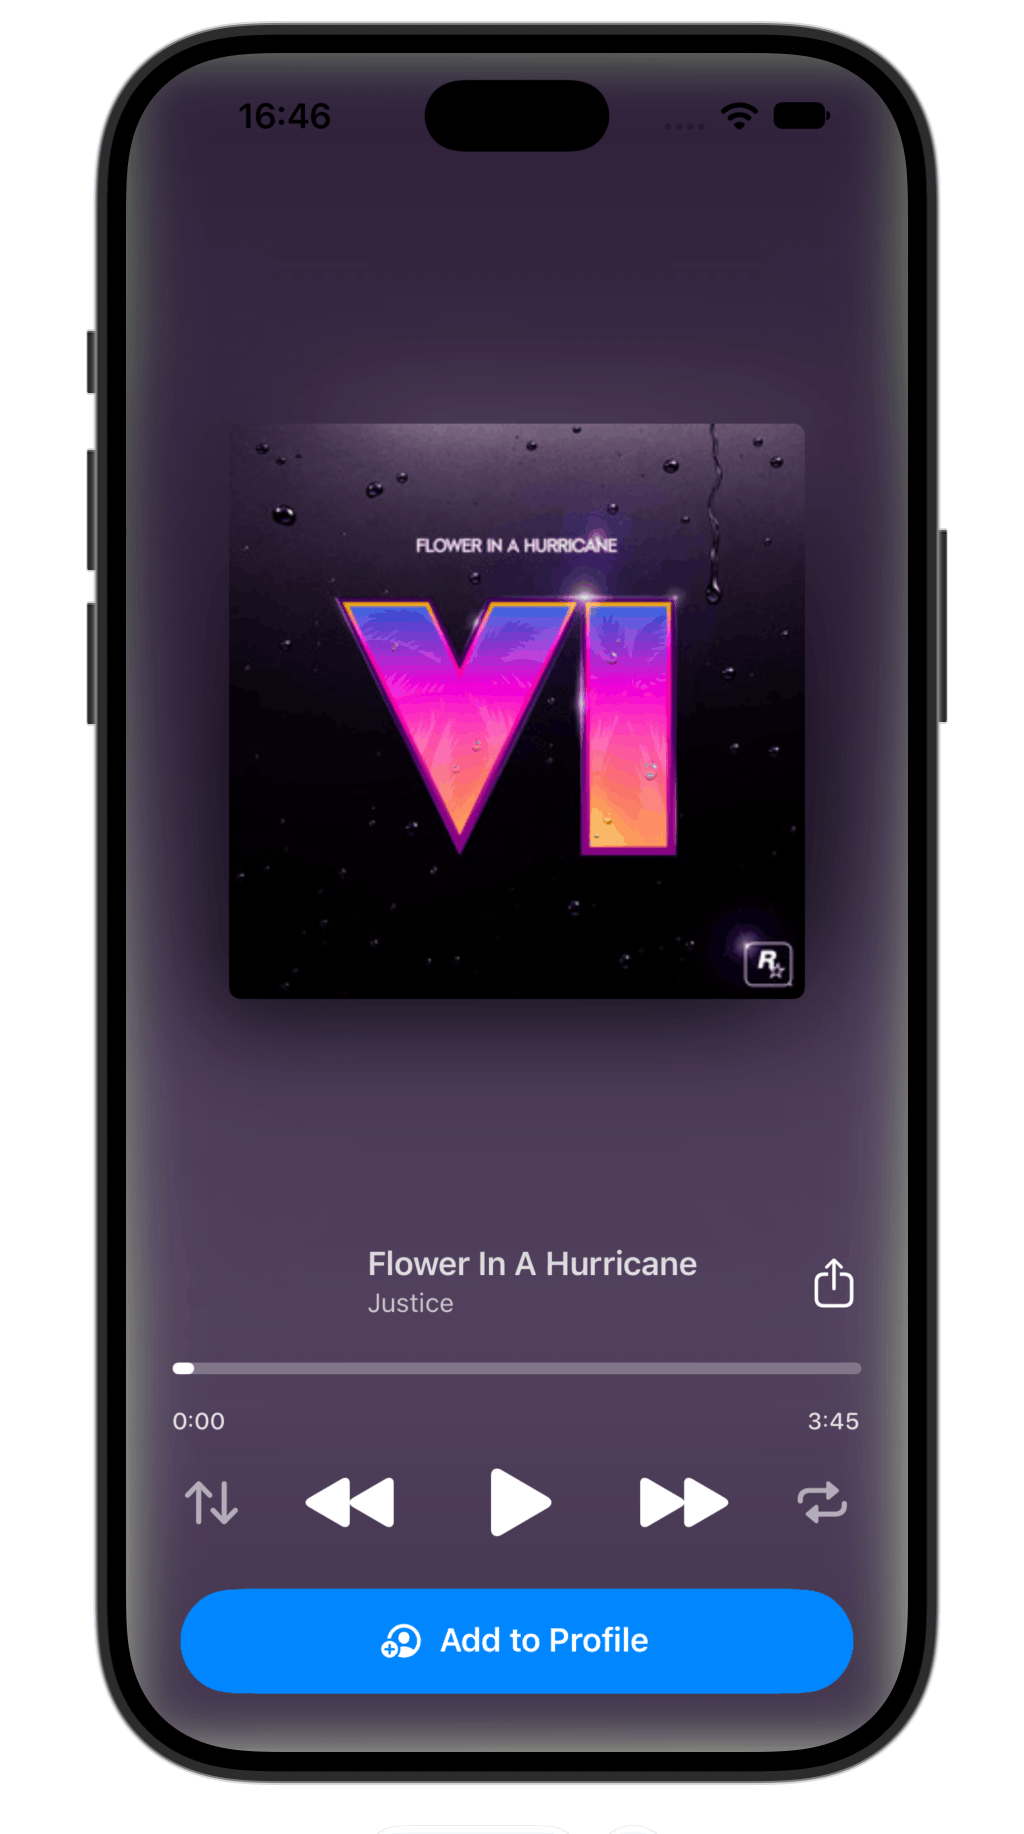 16:46
FLOWER IN A HURRICANE
VI
R
Flower In A Hurricane
Justice
0:00
3:45
Add to Profile